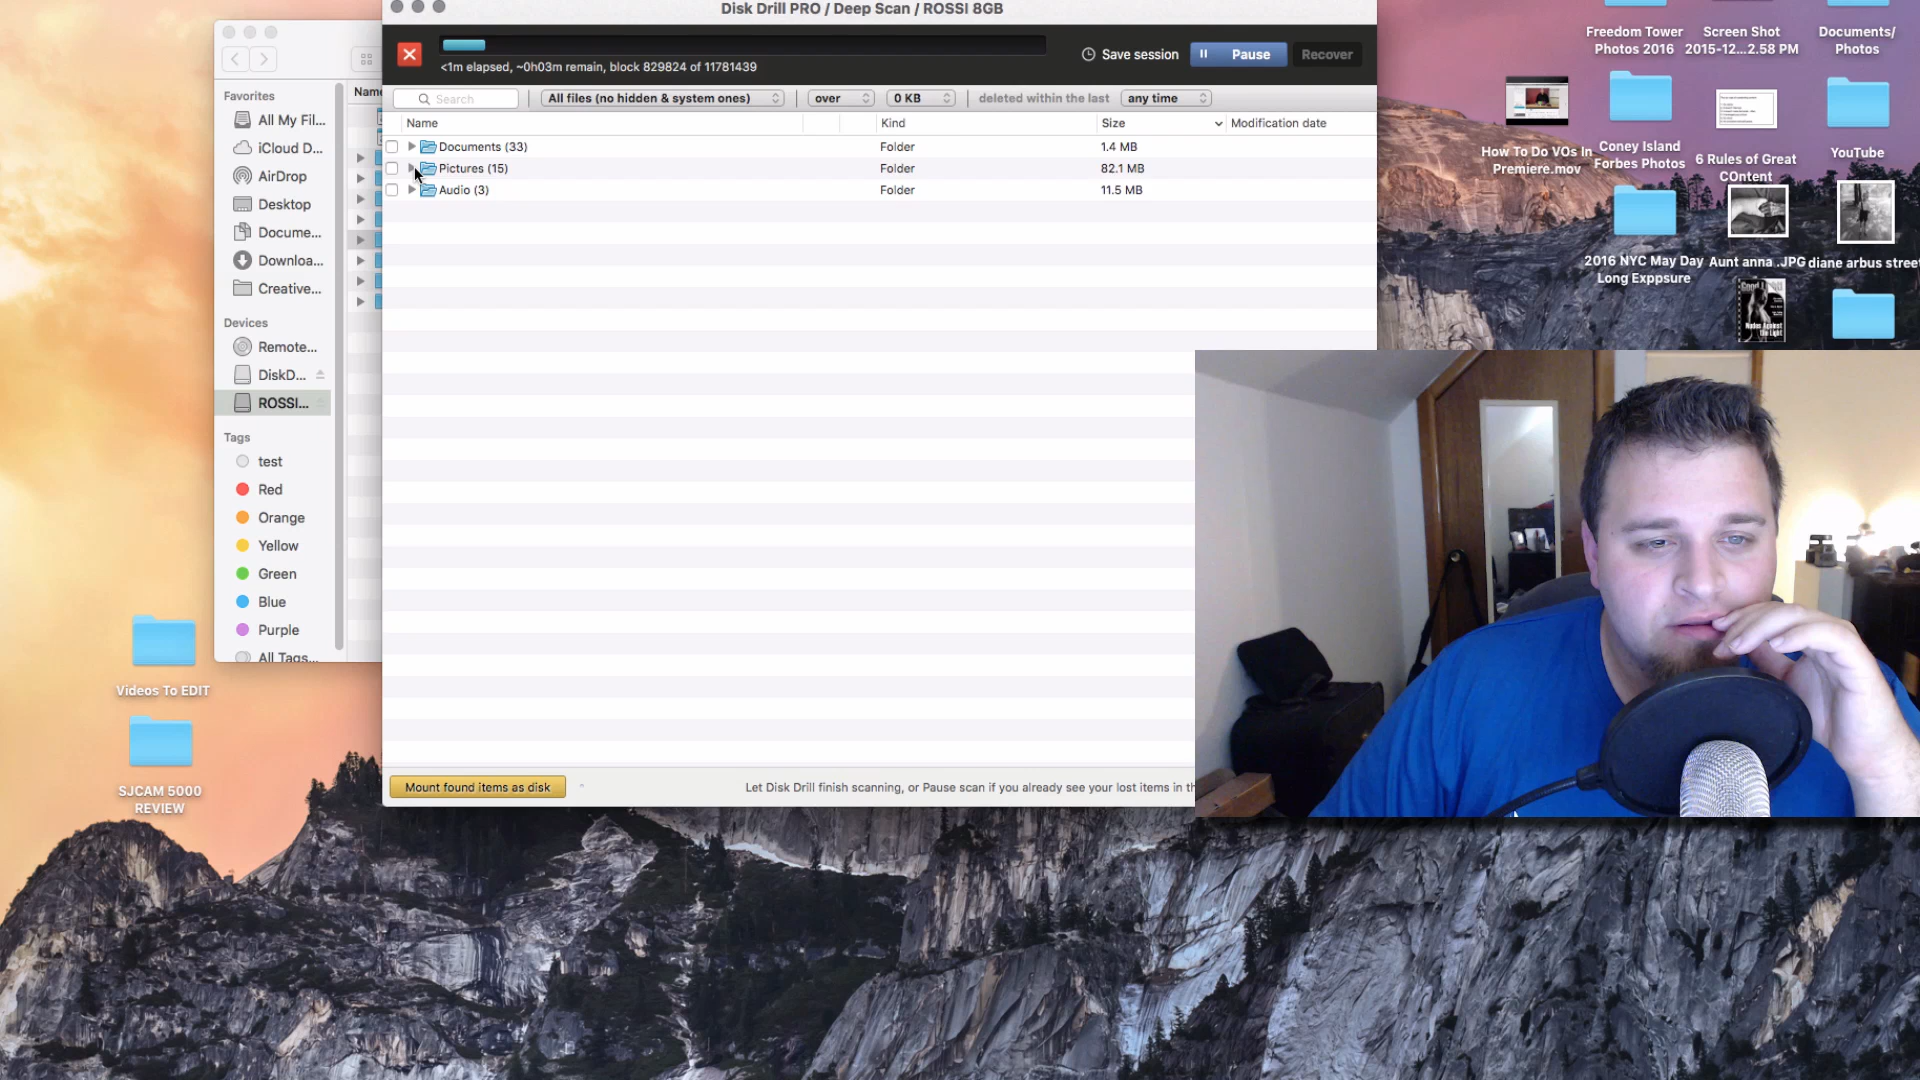 Disk Drill PRO / Deep Scan / ROSSI 8GB
<1m elapsed, ~0h03m remain, block 829824 of 11781439
Save session
Pause
Recover
Search
All files (no hidden & system ones)
over
0 KB
deleted within the last
any time
Name
Kind
Size
Modification date
Documents (33)
Folder
1.4 MB
Pictures (15)
Folder
82.1 MB
Audio (3)
Folder
11.5 MB
Mount found items as disk
Let Disk Drill finish scanning, or Pause scan if you already see your lost items in th
Name
Favorites
All My Fil...
iCloud D...
AirDrop
Desktop
Docume...
Downloa...
Creative...
Devices
Remote...
DiskD...
ROSSI...
Tags
test
Red
Orange
Yellow
Green
Blue
Purple
All Tags...
Videos To EDIT
SJCAM 5000
REVIEW
Freedom Tower
Photos 2016
Screen Shot
2015-12...2.58 PM
Documents/
Photos
How To Do VOs In
Premiere.mov
Coney Island
Forbes Photos
6 Rules of Great
COntent
YouTube
2016 NYC May Day
Long Exppsure
Aunt anna .JPG
diane arbus street
Nudes Against
the Light